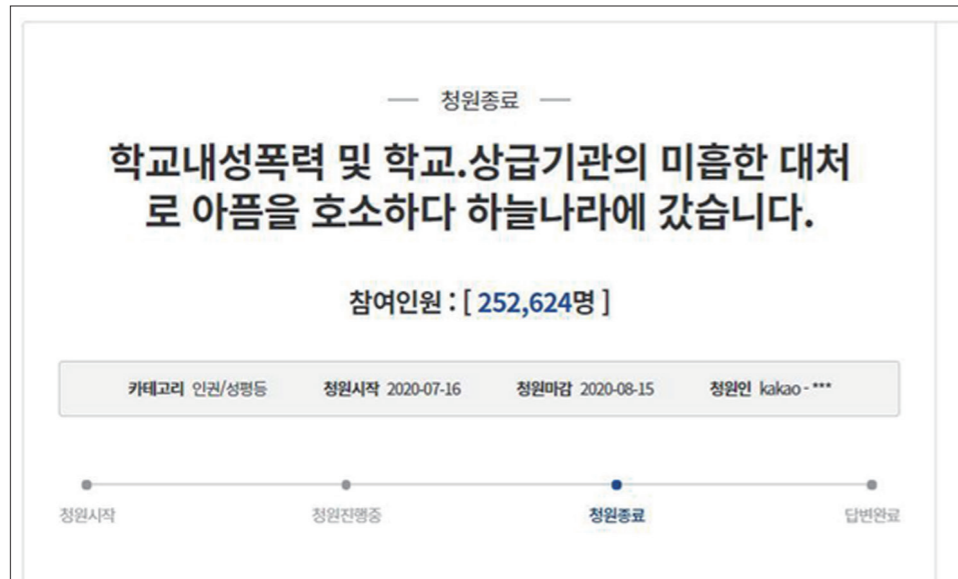 청원종료
학교내성폭력 및 학교.상급기관의 미흡한 대처
로 아픔을 호소하다 하늘나라에 갔습니다.
참여인원 : [ 252,624명 ]
카테고리 인권/성평등 청원시작 2020-07-16 청원마감 2020-08-15 청원인 kakao - ***
청원시작 청원진행중 청원종료 답변완료